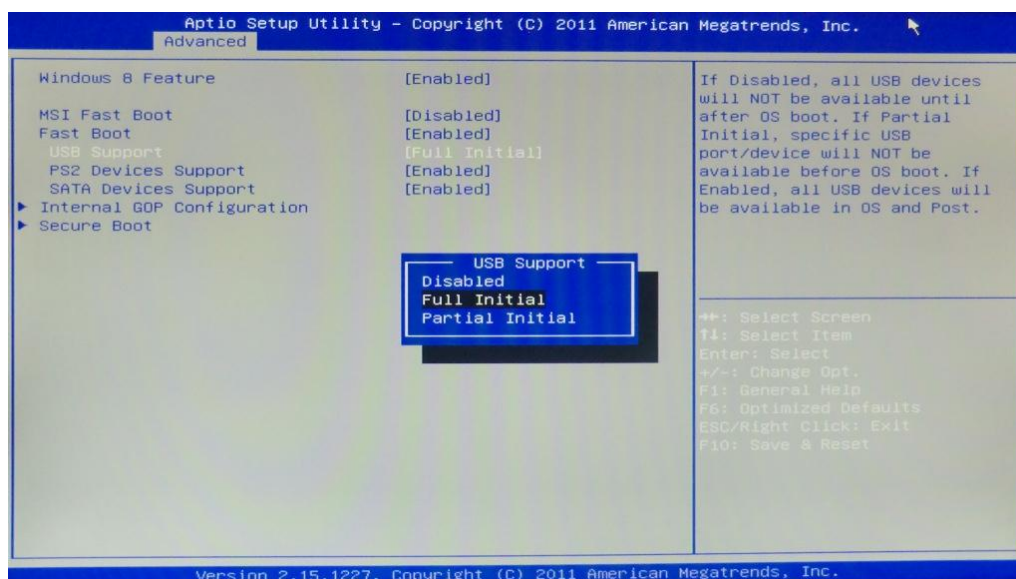 Aptio Setup Utility – Copyright (C) 2011 American Megatrends, Inc.
Advanced
Windows 8 Feature [Enabled]
MSI Fast Boot [Disabled]
Fast Boot [Enabled]
USB Support [Full Initial]
PS2 Devices Support [Enabled]
SATA Devices Support [Enabled]
Internal GOP Configuration
Secure Boot
USB Support
Disabled
Full Initial
Partial Initial
If Disabled, all USB devices
will NOT be available until
after OS boot. If Partial
Initial, specific USB
port/device will NOT be
available before OS boot. If
Enabled, all USB devices will
be available in OS and Post.
→←: Select Screen
↑↓: Select Item
Enter: Select
+/-: Change Opt.
F1: General Help
F6: Optimized Defaults
ESC/Right Click: Exit
F10: Save & Reset
Version 2.15.1227. Copyright (C) 2011 American Megatrends, Inc.